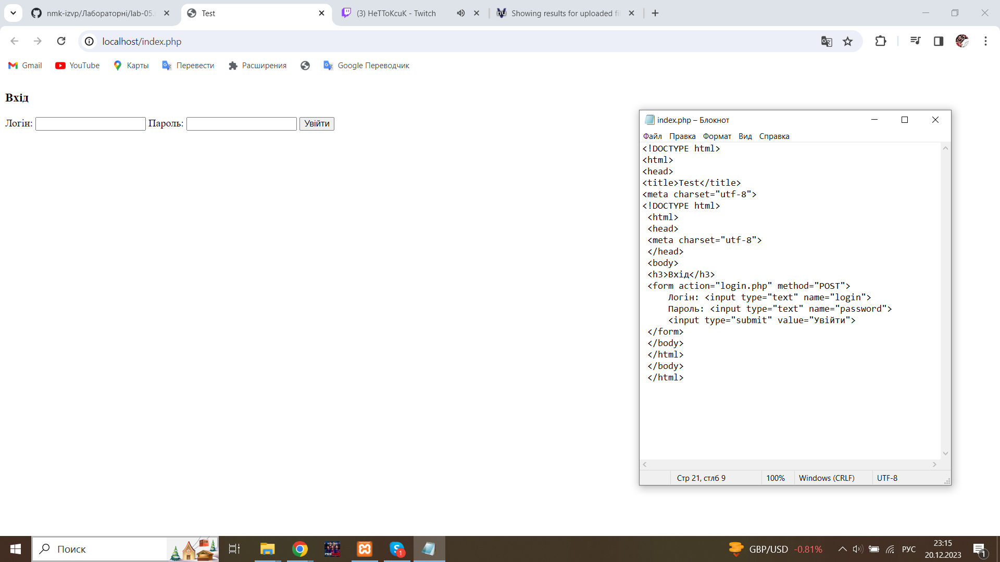 nmk-izvp/Лабораторні/lab-05.
Test
(3) HeTToKcuK - Twitch
Showing results for uploaded fi
localhost/index.php
Gmail
YouTube
Карты
Перевести
Расширения
Google Переводчик
Вхід
Логін:
Пароль:
Увійти
index.php – Блокнот
Файл Правка Формат Вид Справка
<!DOCTYPE html>
<html>
<head>
<title>Test</title>
<meta charset="utf-8">
<!DOCTYPE html>
<html>
<head>
<meta charset="utf-8">
</head>
<body>
<h3>Вхід</h3>
<form action="login.php" method="POST">
Логін: <input type="text" name="login">
Пароль: <input type="text" name="password">
<input type="submit" value="Увійти">
</form>
</body>
</html>
</body>
</html>
Стр 21, стлб 9
100%
Windows (CRLF)
UTF-8
Поиск
1
GBP/USD -0.81%
РУС
23:15
20.12.2023
1